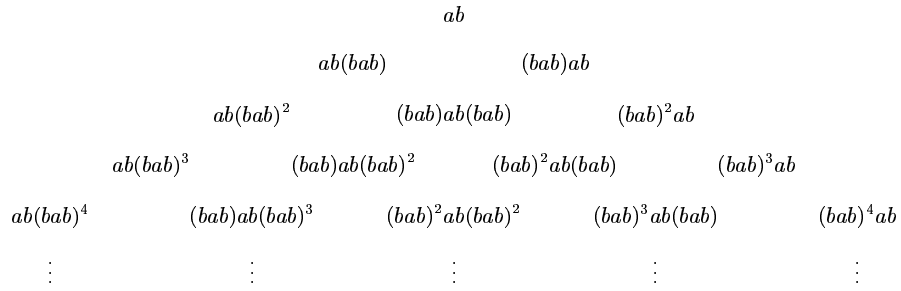 ab
ab(bab) (bab)ab
ab(bab)² (bab)ab(bab) (bab)²ab
ab(bab)³ (bab)ab(bab)² (bab)²ab(bab) (bab)³ab
ab(bab)⁴ (bab)ab(bab)³ (bab)²ab(bab)² (bab)³ab(bab) (bab)⁴ab
⋮ ⋮ ⋮ ⋮ ⋮